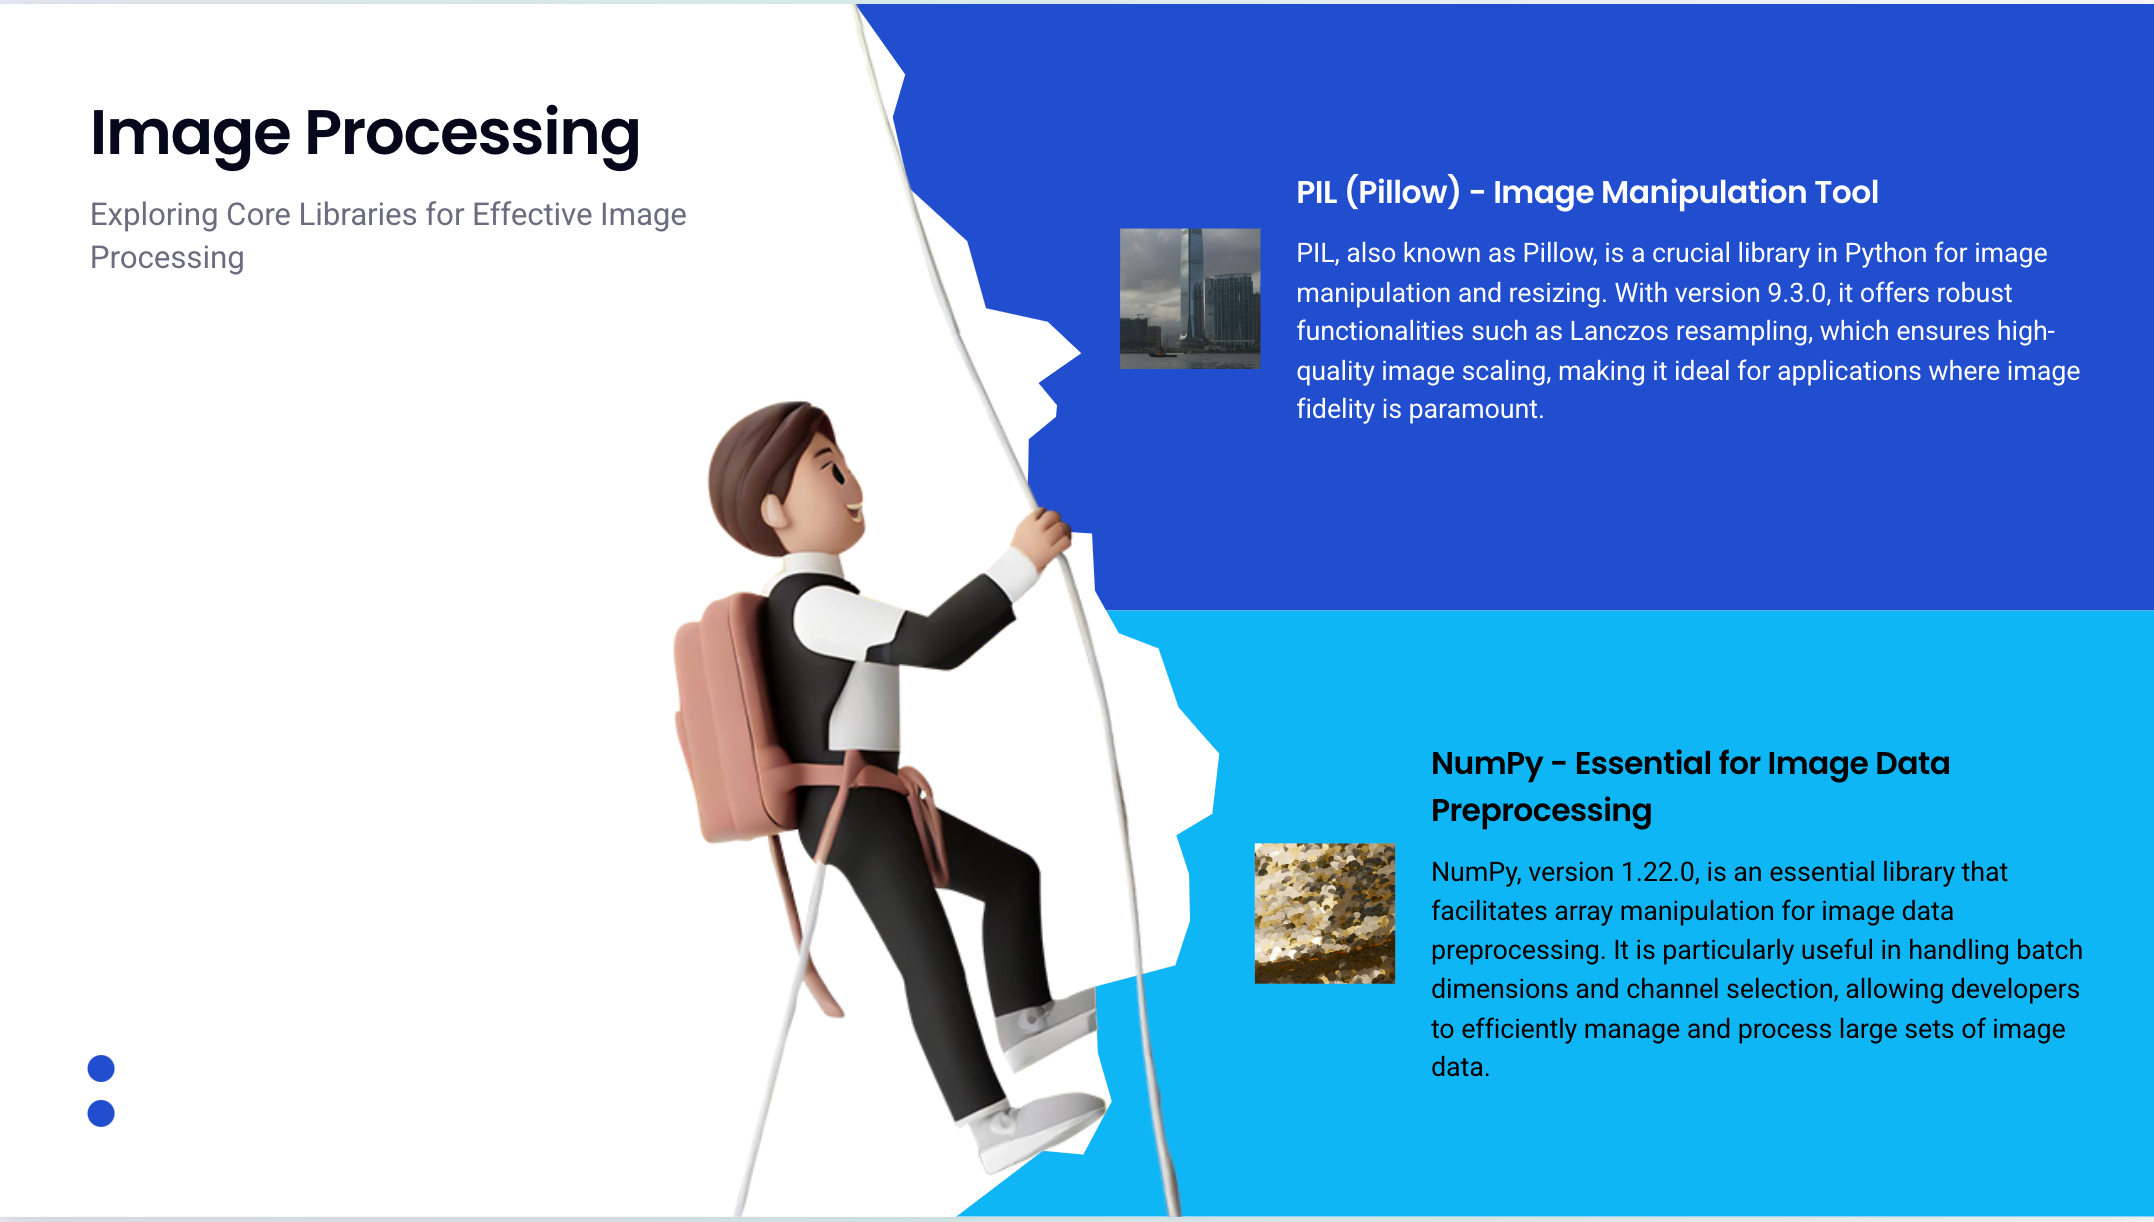 Image Processing
Exploring Core Libraries for Effective Image
Processing
PIL (Pillow) - Image Manipulation Tool
PIL, also known as Pillow, is a crucial library in Python for image
manipulation and resizing. With version 9.3.0, it offers robust
functionalities such as Lanczos resampling, which ensures high-
quality image scaling, making it ideal for applications where image
fidelity is paramount.
NumPy - Essential for Image Data
Preprocessing
NumPy, version 1.22.0, is an essential library that
facilitates array manipulation for image data
preprocessing. It is particularly useful in handling batch
dimensions and channel selection, allowing developers
to efficiently manage and process large sets of image
data.